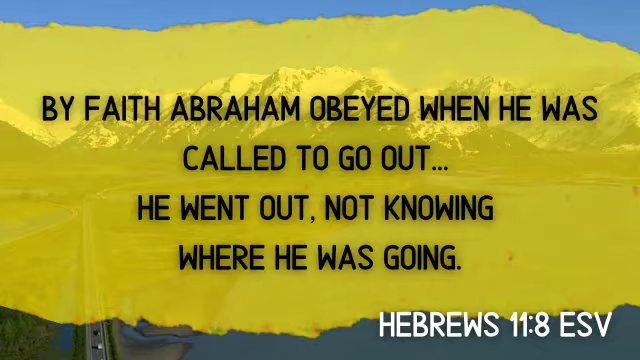 BY FAITH ABRAHAM OBEYED WHEN HE WAS
CALLED TO GO OUT...
HE WENT OUT, NOT KNOWING
WHERE HE WAS GOING.
HEBREWS 11:8 ESV